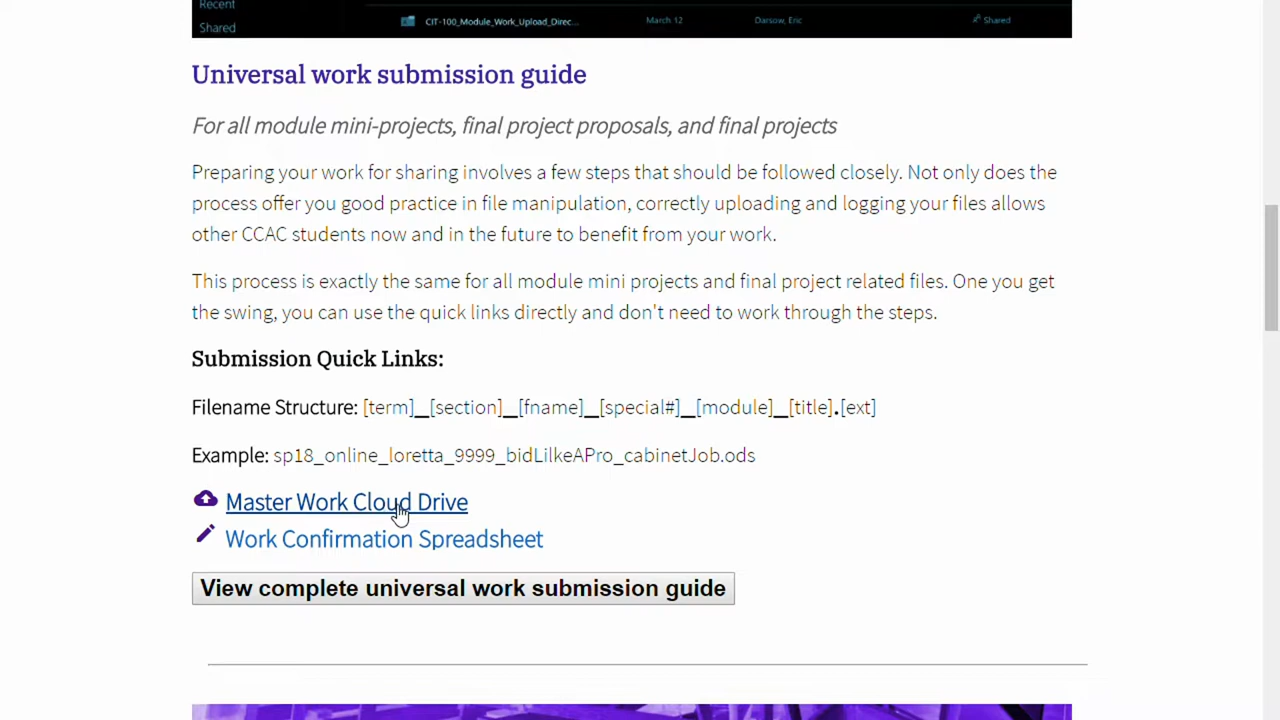 Recent
CIT-100_Module_Work_Upload_Direc... March 12 Darsow, Eric Shared
Shared
Universal work submission guide
For all module mini-projects, final project proposals, and final projects
Preparing your work for sharing involves a few steps that should be followed closely. Not only does the
process offer you good practice in file manipulation, correctly uploading and logging your files allows
other CCAC students now and in the future to benefit from your work.
This process is exactly the same for all module mini projects and final project related files. One you get
the swing, you can use the quick links directly and don't need to work through the steps.
Submission Quick Links:
Filename Structure: [term]_[section]_[fname]_[special#]_[module]_[title].[ext]
Example: sp18_online_loretta_9999_bidLilkeAPro_cabinetJob.ods
Master Work Cloud Drive
Work Confirmation Spreadsheet
View complete universal work submission guide